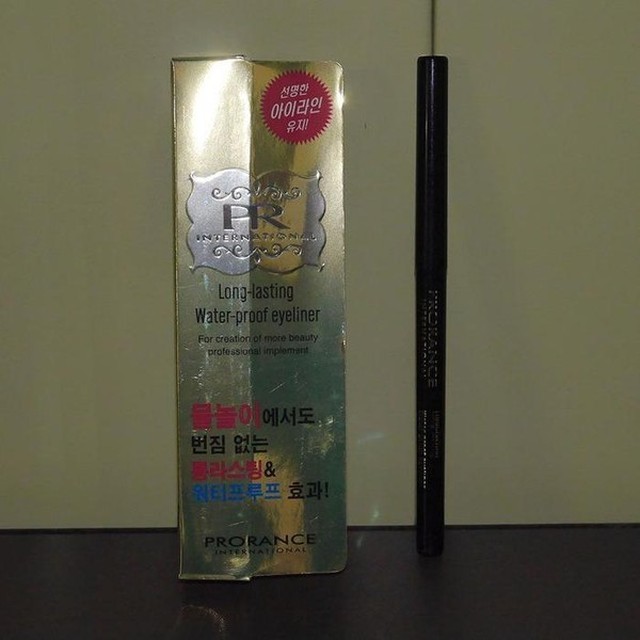 선명한
아이라인
유지!
PR
INTERNATIONAL
Long-lasting
Water-proof eyeliner
For creation of more beauty
professional implement
물놀이에서도
번짐 없는
롱라스팅&
워터프루프 효과!
PRORANCE
INTERNATIONAL
PRORANCE